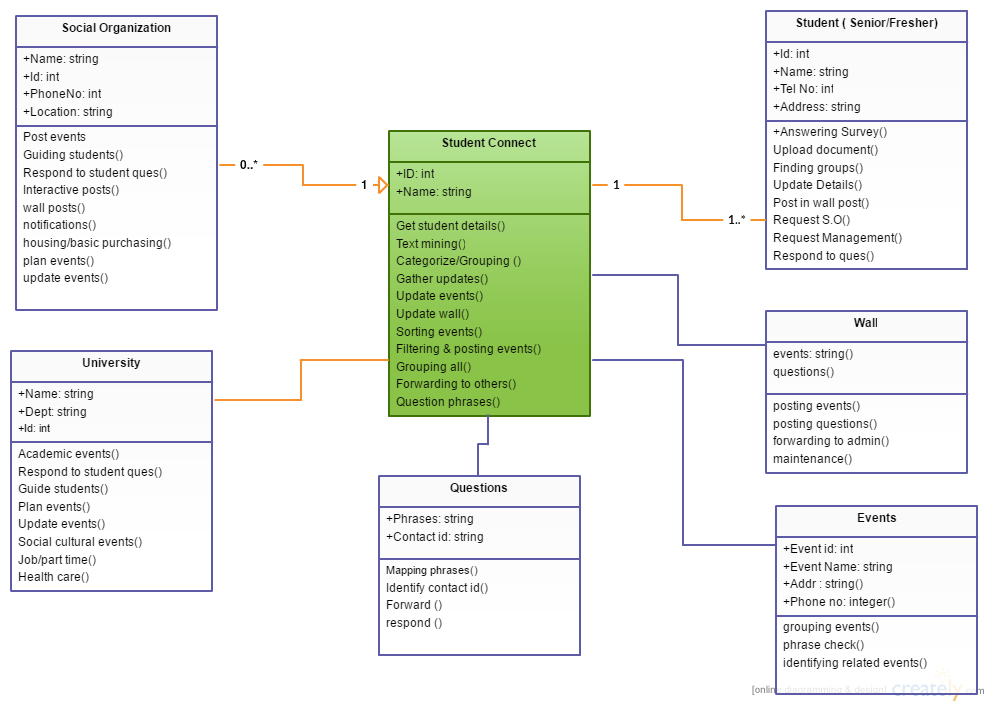 Social Organization
+Name: string
+Id: int
+PhoneNo: int
+Location: string
Post events
Guiding students()
Respond to student ques()
Interactive posts()
wall posts()
notifications()
housing/basic purchasing()
plan events()
update events()
0..*
1
Student Connect
+ID: int
+Name: string
Get student details()
Text mining()
Categorize/Grouping ()
Gather updates()
Update events()
Update wall()
Sorting events()
Filtering & posting events()
Grouping all()
Forwarding to others()
Question phrases()
1
1..*
Student ( Senior/Fresher)
+Id: int
+Name: string
+Tel No: int
+Address: string
+Answering Survey()
Upload document()
Finding groups()
Update Details()
Post in wall post()
Request S.O()
Request Management()
Respond to ques()
University
+Name: string
+Dept: string
+Id: int
Academic events()
Respond to student ques()
Guide students()
Plan events()
Update events()
Social cultural events()
Job/part time()
Health care()
Questions
+Phrases: string
+Contact id: string
Mapping phrases()
Identify contact id()
Forward ()
respond ()
Wall
events: string()
questions()
posting events()
posting questions()
forwarding to admin()
maintenance()
Events
+Event id: int
+Event Name: string
+Addr : string()
+Phone no: integer()
grouping events()
phrase check()
identifying related events()
[online diagramming & design] creately.com